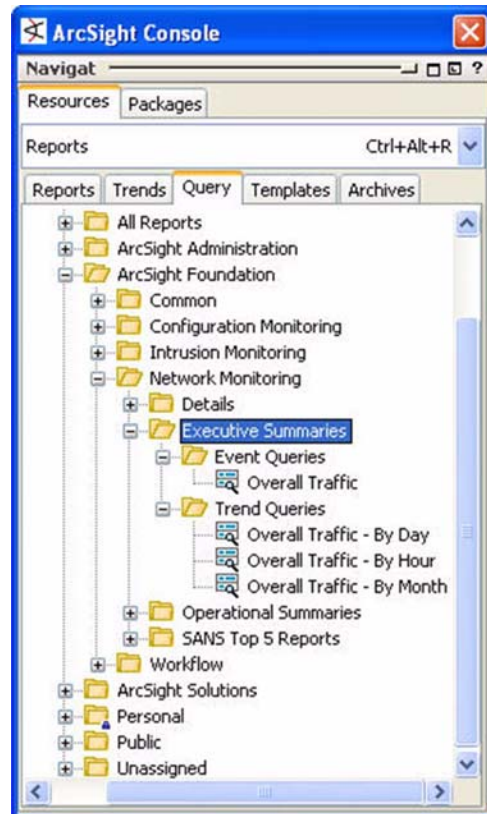 ArcSight Console
Navigat ?
Resources Packages
Reports Ctrl+Alt+R
Reports Trends Query Templates Archives
All Reports
ArcSight Administration
ArcSight Foundation
Common
Configuration Monitoring
Intrusion Monitoring
Network Monitoring
Details
Executive Summaries
Event Queries
Overall Traffic
Trend Queries
Overall Traffic - By Day
Overall Traffic - By Hour
Overall Traffic - By Month
Operational Summaries
SANS Top 5 Reports
Workflow
ArcSight Solutions
Personal
Public
Unassigned